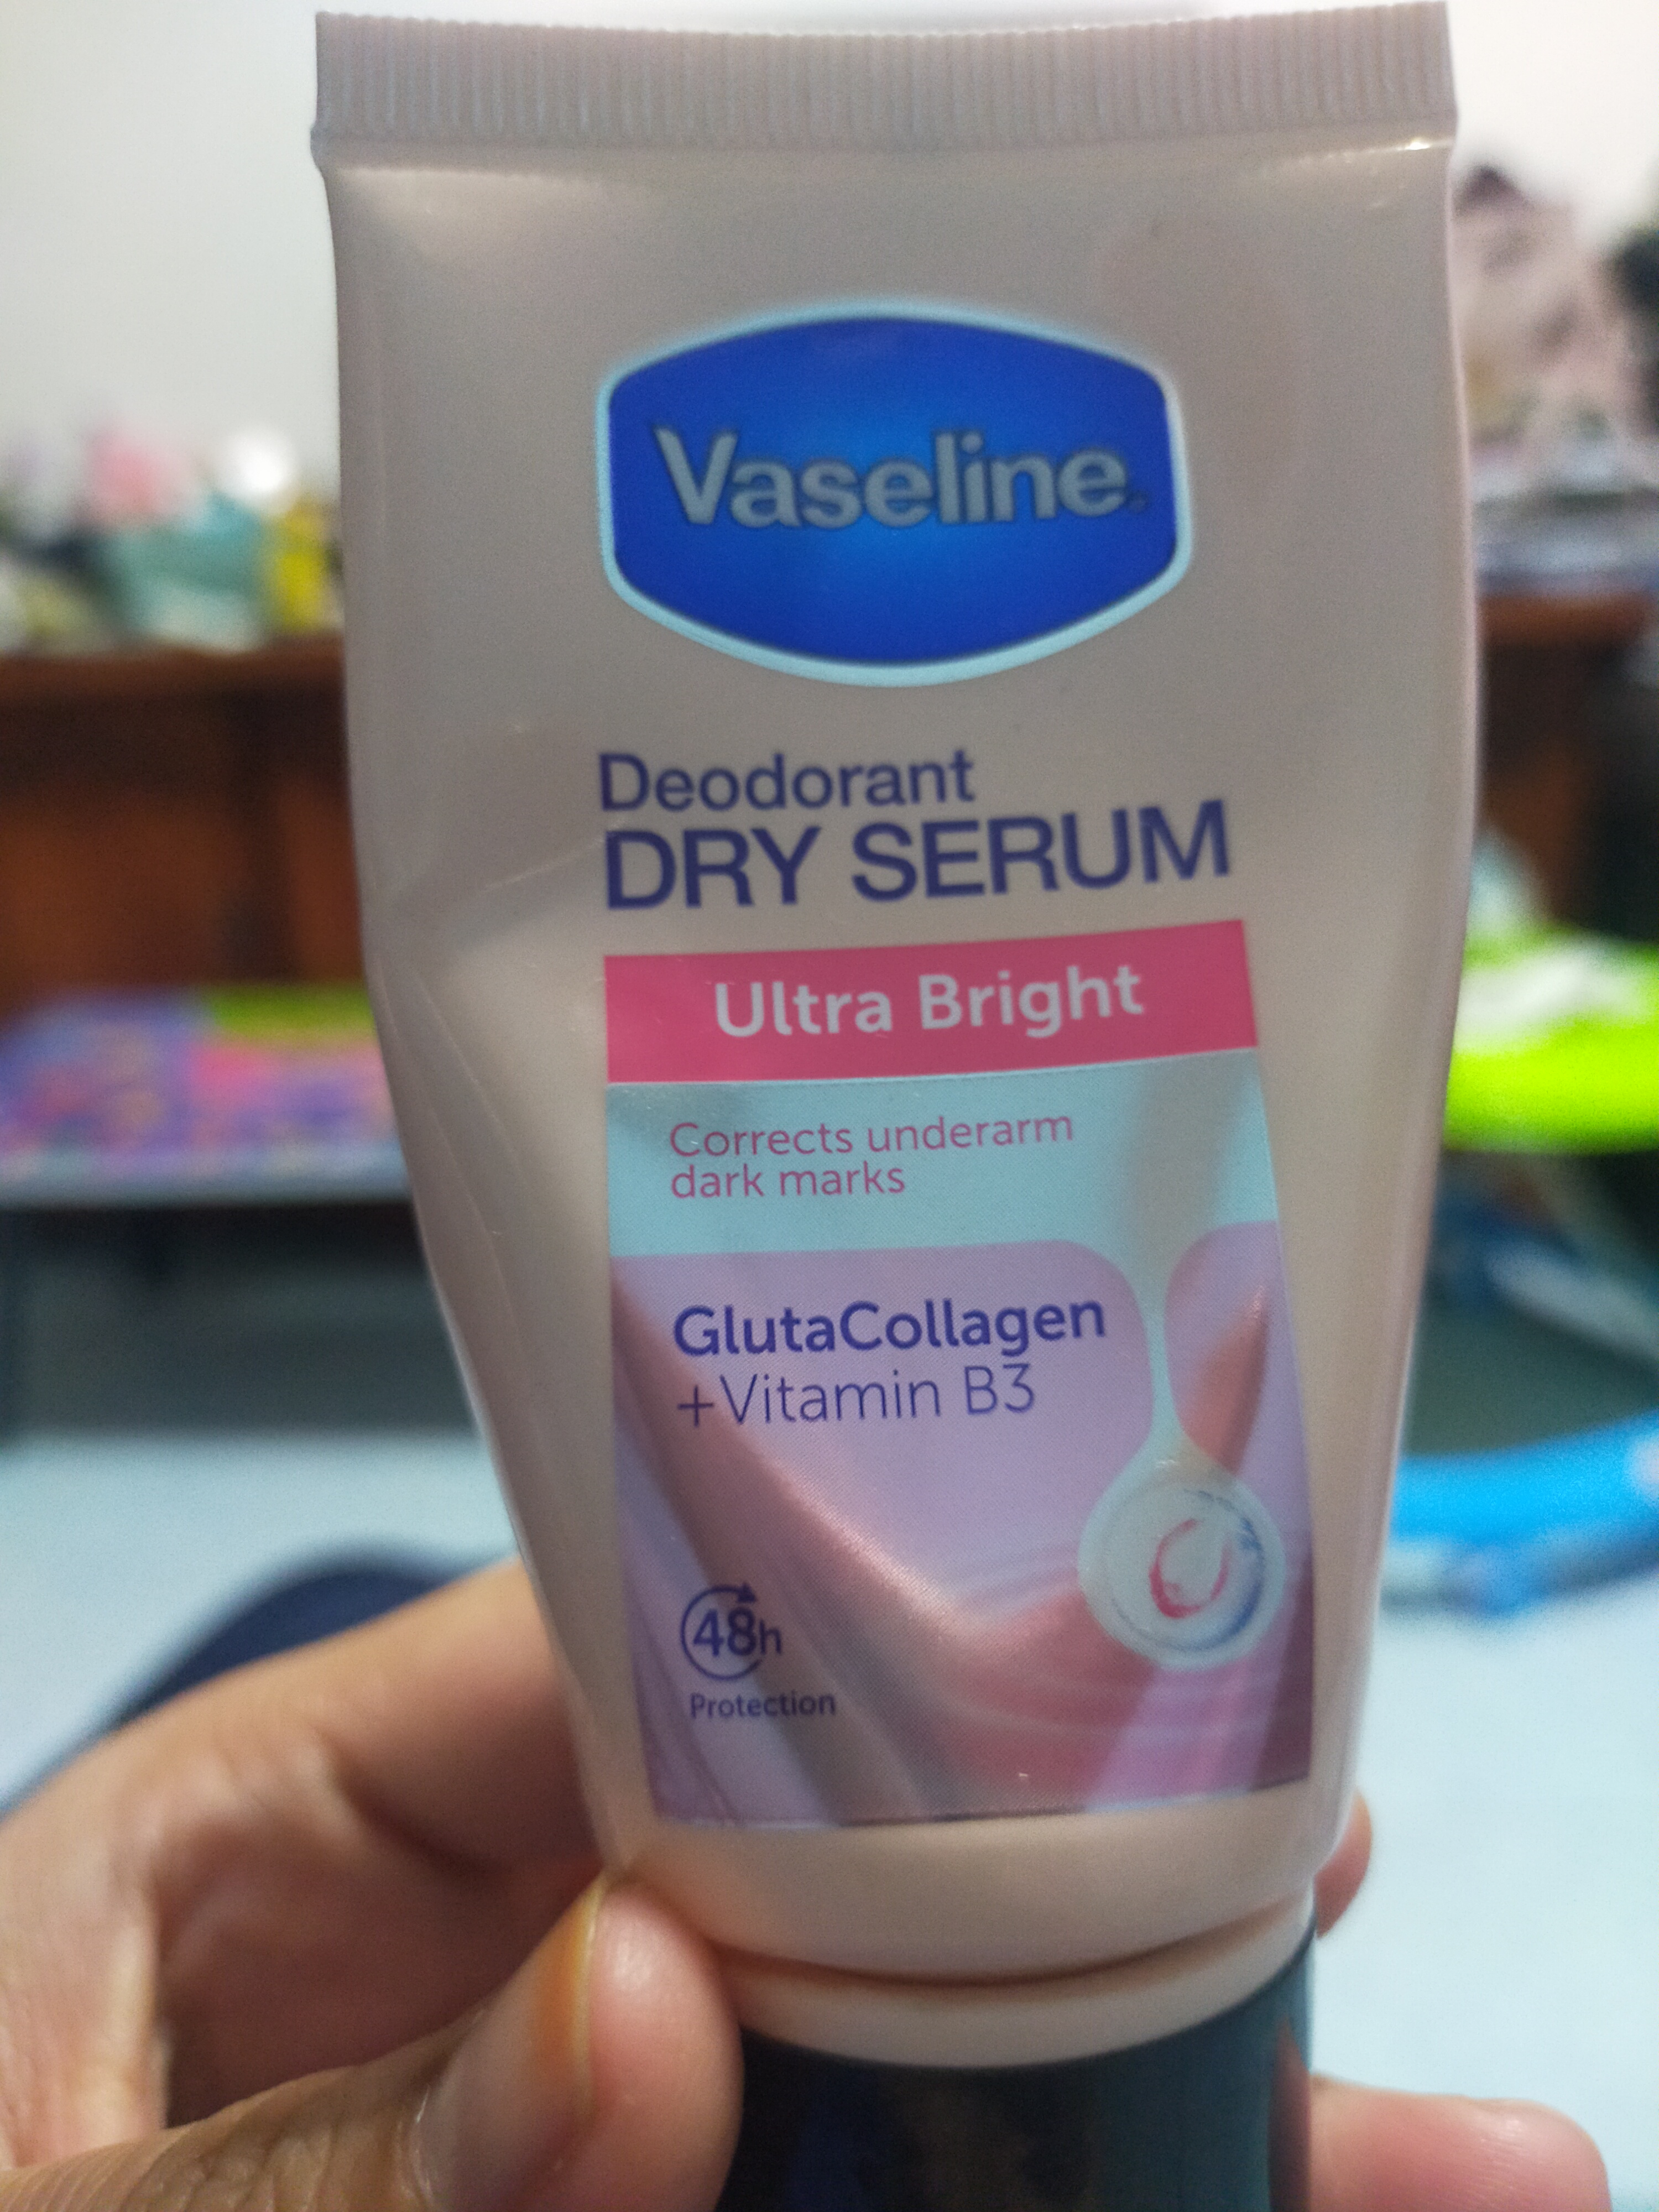 Vaseline
Deodorant
DRY SERUM
Ultra Bright
Corrects underarm
dark marks
GlutaCollagen
+Vitamin B3
48h
Protection